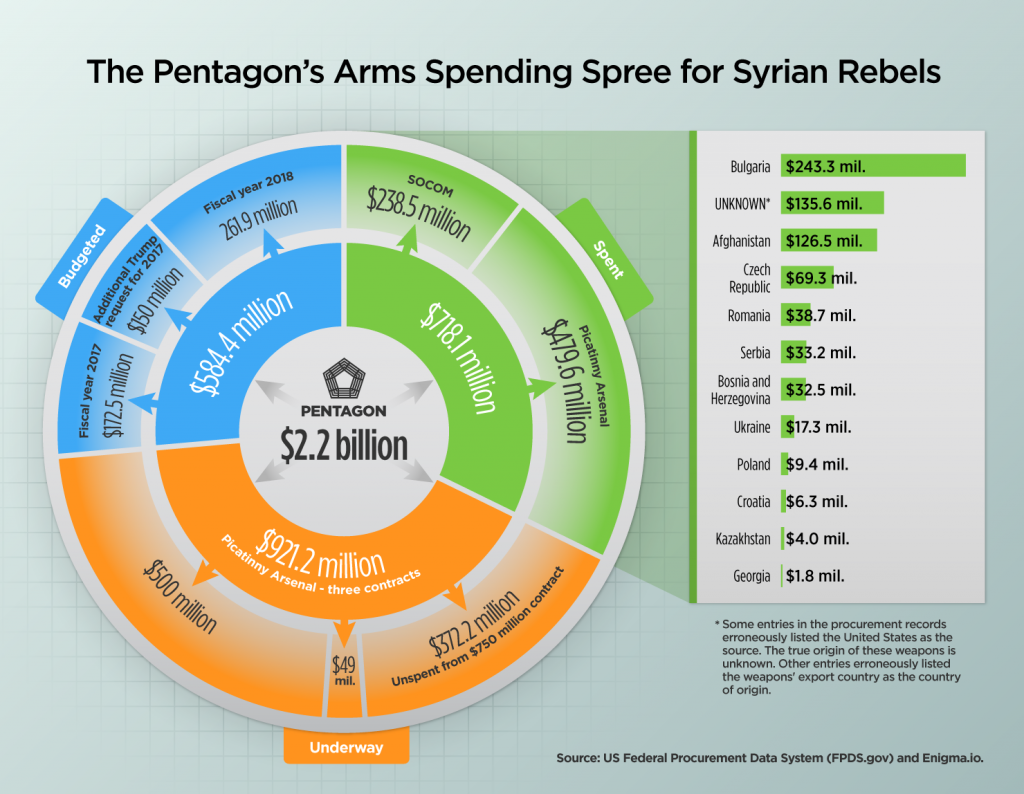 The Pentagon's Arms Spending Spree for Syrian Rebels
Budgeted
Fiscal year 2018
261.9 million
Additional Trump
request for 2017
$150 million
Fiscal year 2017
$172.5 million
$584.4 million
Spent
SOCOM
$238.5 million
Picatinny Arsenal
$479.6 million
$718.1 million
PENTAGON
$2.2 billion
$921.2 million
Picatinny Arsenal - three contracts
$500 million
$49
mil.
$372.2 million
Unspent from $750 million contract
Underway
Bulgaria $243.3 mil.
UNKNOWN* $135.6 mil.
Afghanistan $126.5 mil.
Czech
Republic $69.3 mil.
Romania $38.7 mil.
Serbia $33.2 mil.
Bosnia and
Herzegovina $32.5 mil.
Ukraine $17.3 mil.
Poland $9.4 mil.
Croatia $6.3 mil.
Kazakhstan $4.0 mil.
Georgia $1.8 mil.
* Some entries in the procurement records
erroneously listed the United States as the
source. The true origin of these weapons is
unknown. Other entries erroneously listed
the weapons' export country as the country
of origin.
Source: US Federal Procurement Data System (FPDS.gov) and Enigma.io.